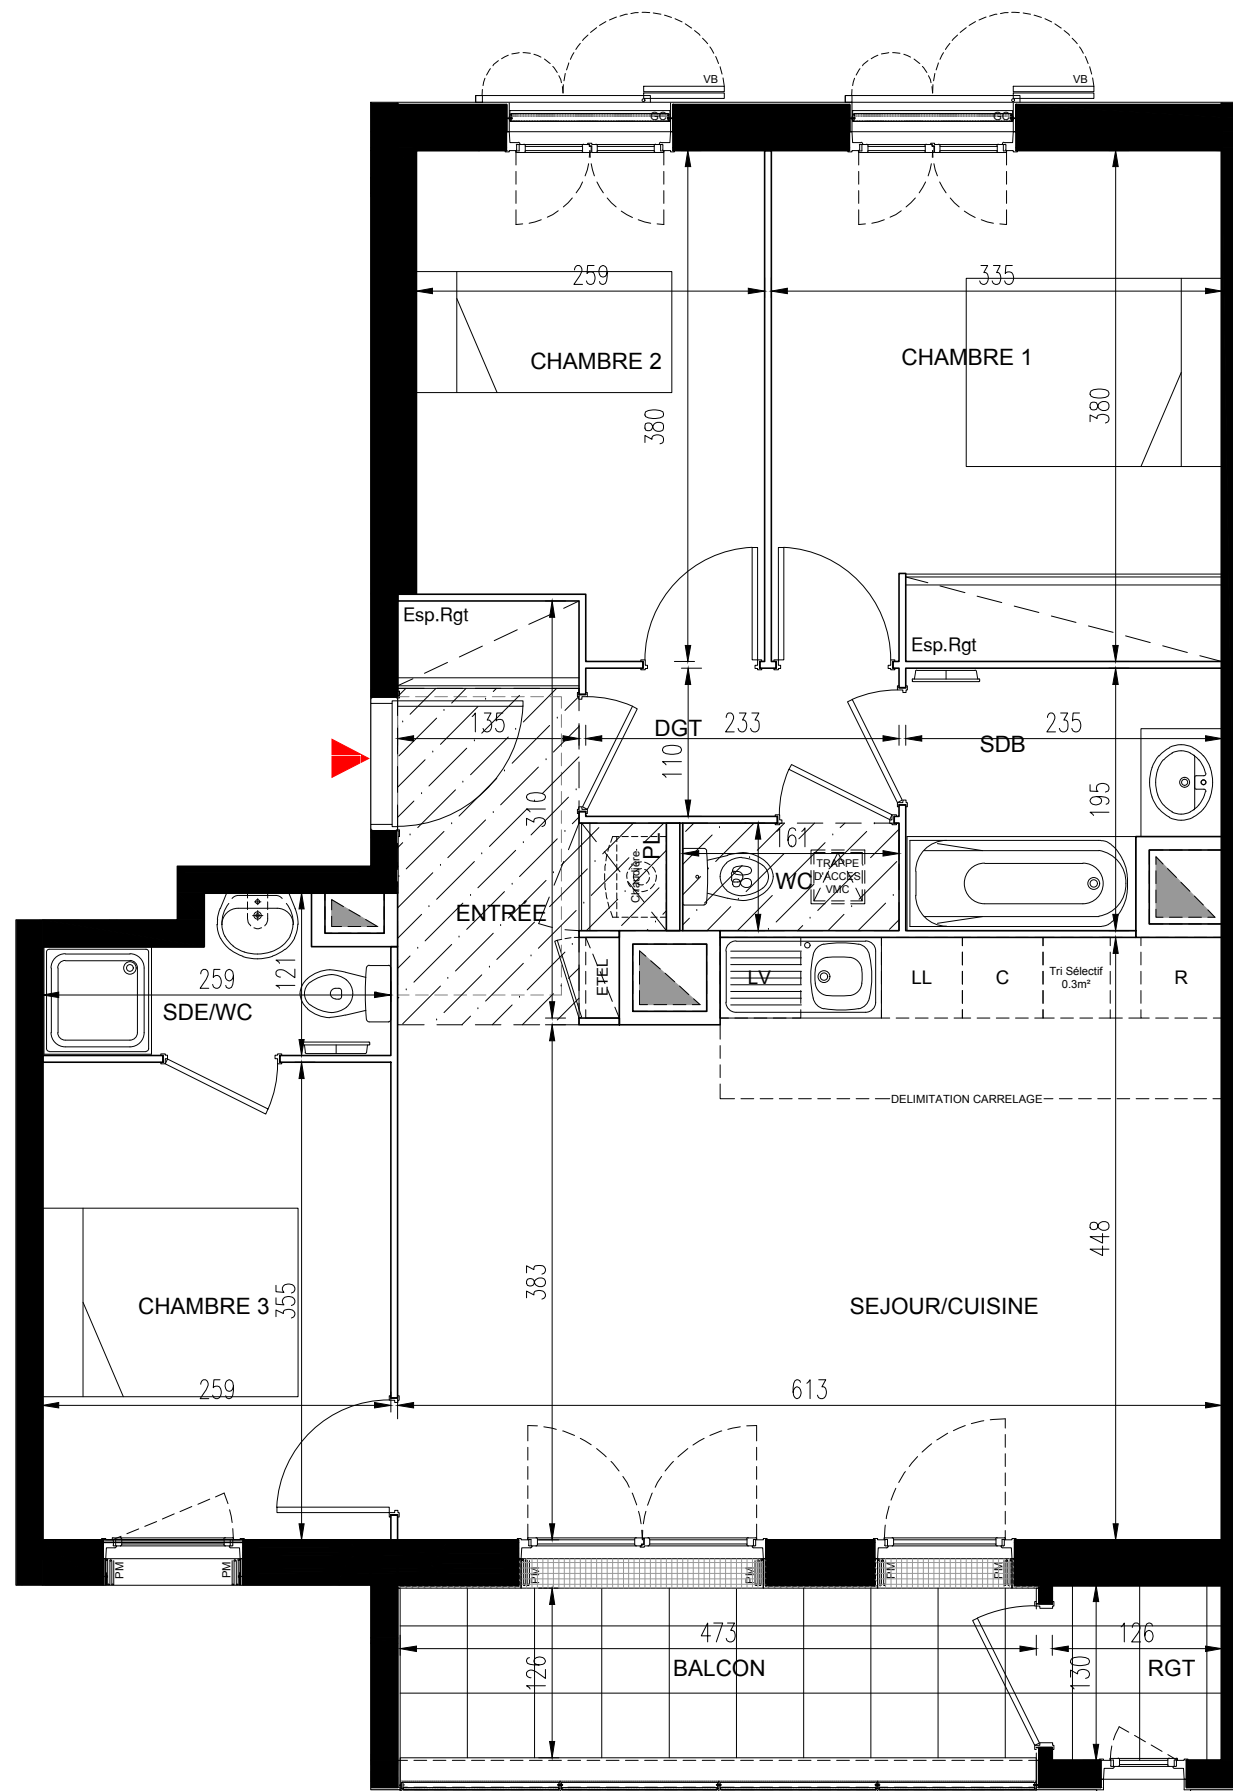 VB
VB
GC
GC
259
335
CHAMBRE 2
CHAMBRE 1
380
380
Esp.Rgt
Esp.Rgt
135
DGT
233
235
SDB
110
195
310
PL
161
Chaudière
80
WC
TRAPPE
D'ACCES
VMC
ENTREE
259
121
SDE/WC
ETEL
LV
LL
C
Tri Sélectif
0.3m²
R
DELIMITATION CARRELAGE
448
383
355
CHAMBRE 3
SEJOUR/CUISINE
259
613
PM
PM
PM
PM
PM
PM
473
126
126
BALCON
130
RGT